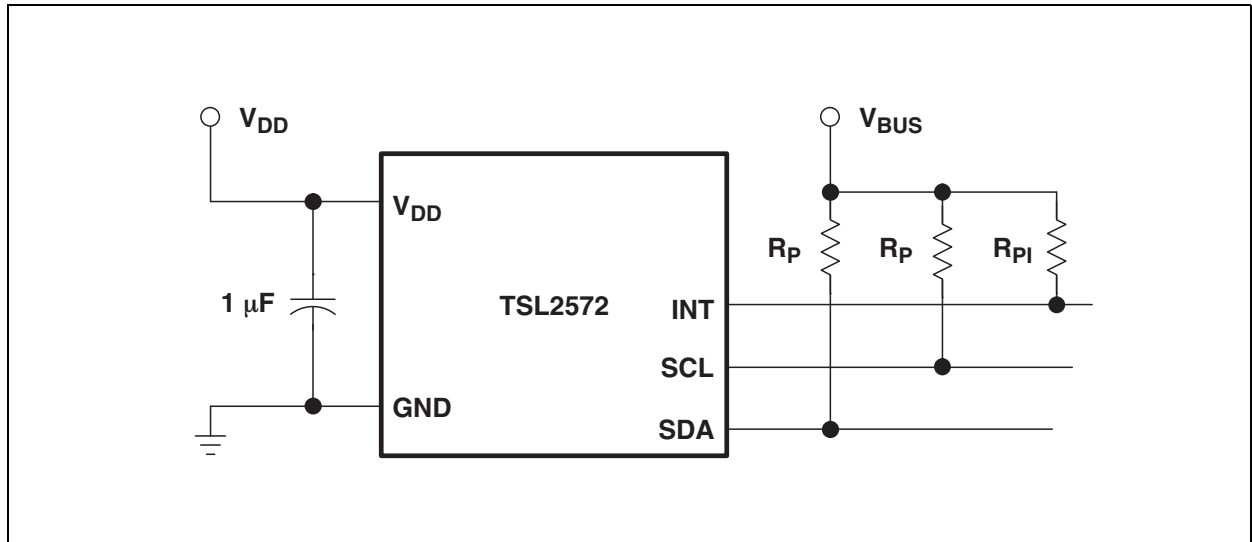 VDD
VBUS
VDD
RP
RP
RPI
1 μF
TSL2572
INT
SCL
GND
SDA